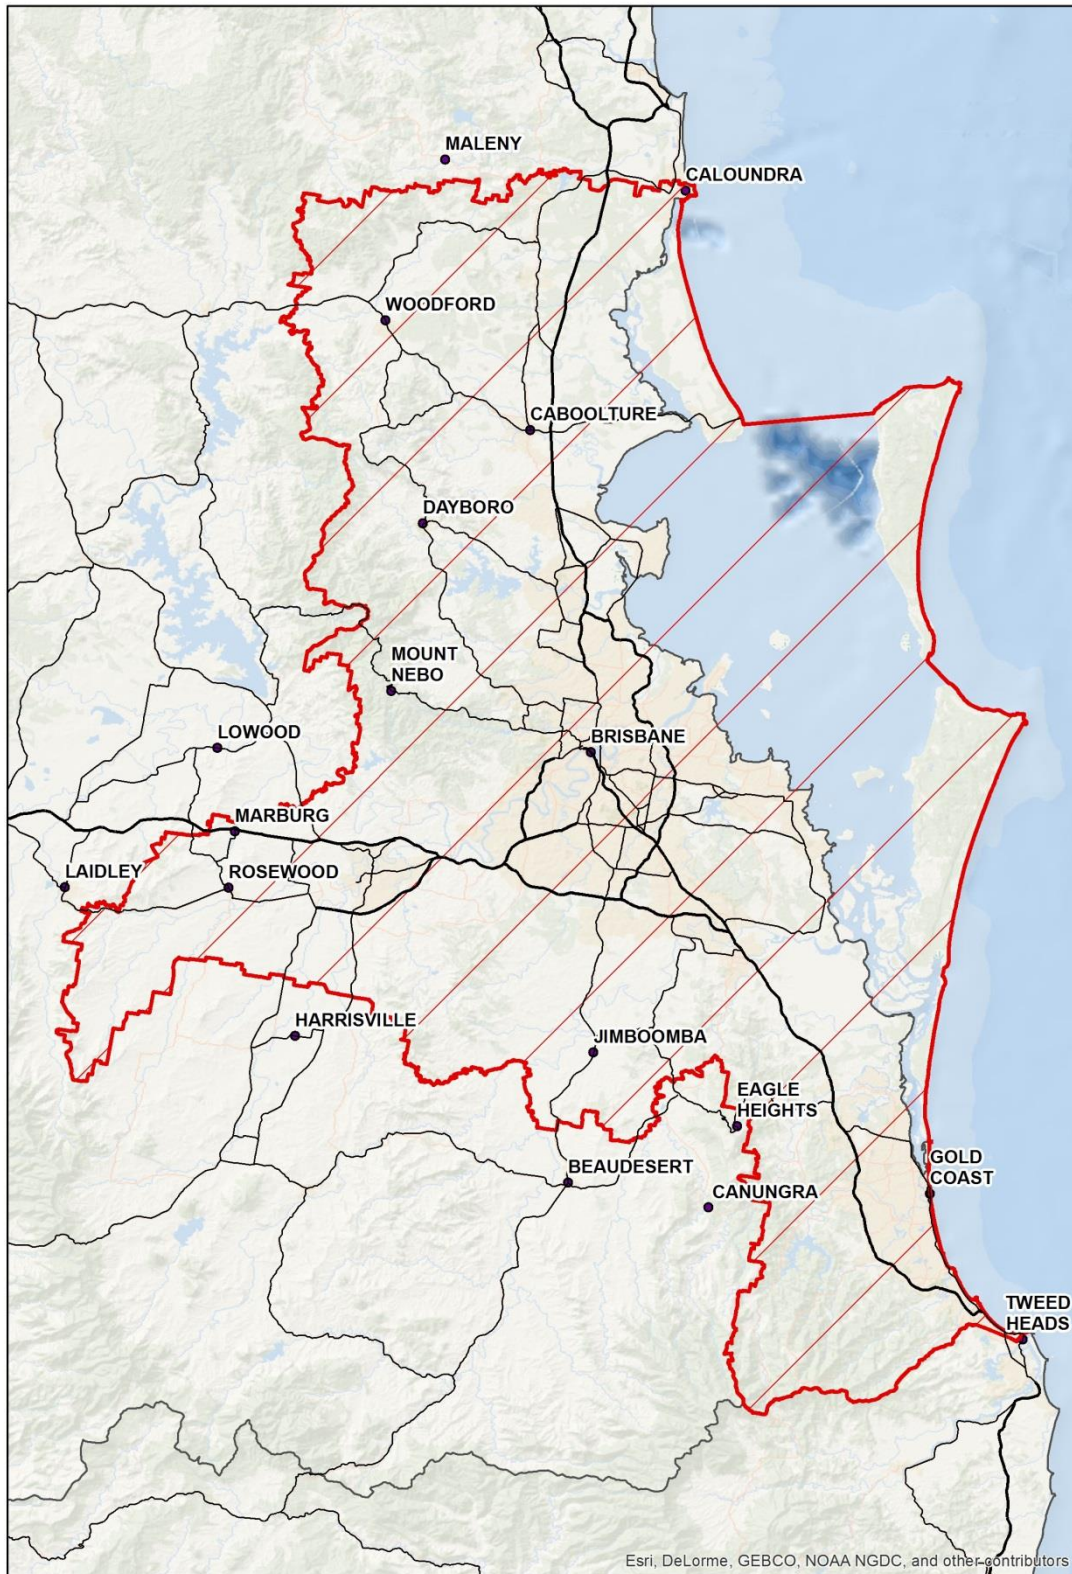 MALENY
CALOUNDRA
WOODFORD
CABOOLTURE
DAYBORO
MOUNT
NEBO
LOWOOD
BRISBANE
MARBURG
LAIDLEY
ROSEWOOD
HARRISVILLE
JIMBOOMBA
EAGLE
HEIGHTS
BEAUDESERT
CANUNGRA
GOLD
COAST
TWEED
HEADS
Esri, DeLorme, GEBCO, NOAA NGDC, and other contributors